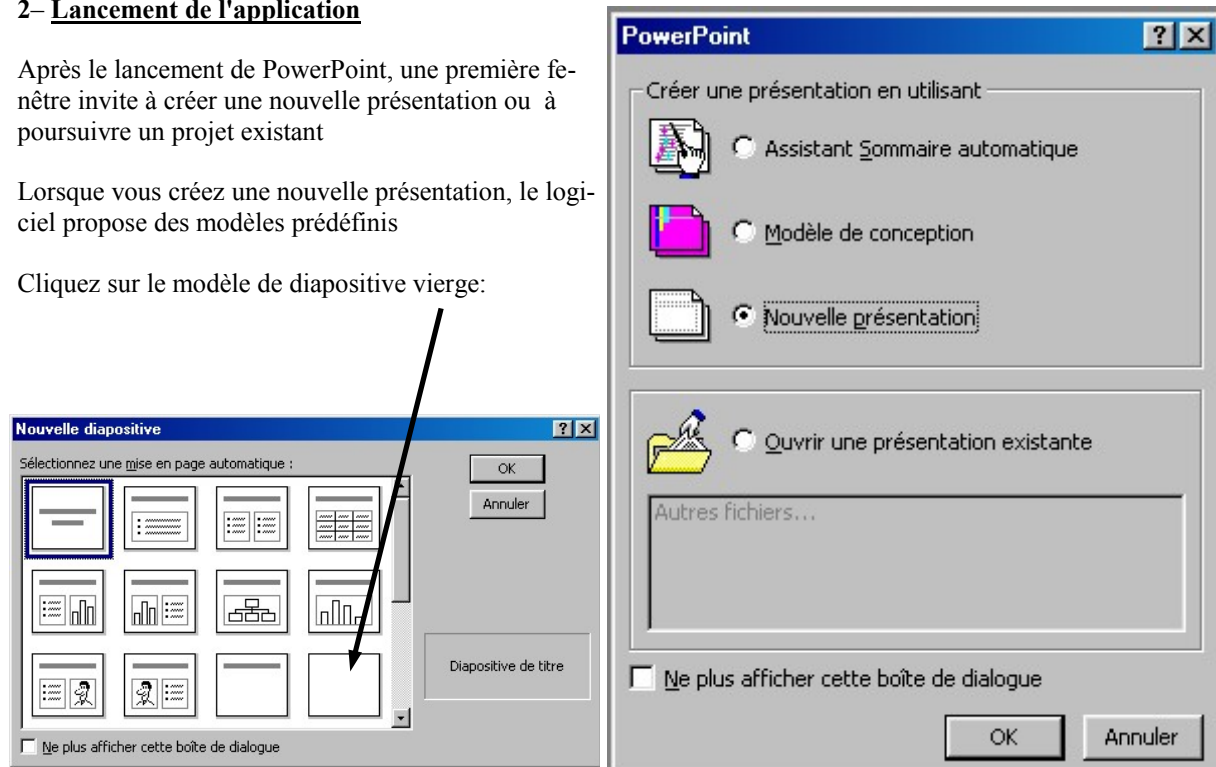 2– Lancement de l'application
Après le lancement de PowerPoint, une première fe-
nêtre invite à créer une nouvelle présentation ou  à
poursuivre un projet existant
Lorsque vous créez une nouvelle présentation, le logi-
ciel propose des modèles prédéfinis
Cliquez sur le modèle de diapositive vierge:
Nouvelle diapositive
Sélectionnez une mise en page automatique :
OK
Annuler
Diapositive de titre
Ne plus afficher cette boîte de dialogue
PowerPoint
Créer une présentation en utilisant
Assistant Sommaire automatique
Modèle de conception
Nouvelle présentation
Ouvrir une présentation existante
Autres fichiers...
Ne plus afficher cette boîte de dialogue
OK
Annuler